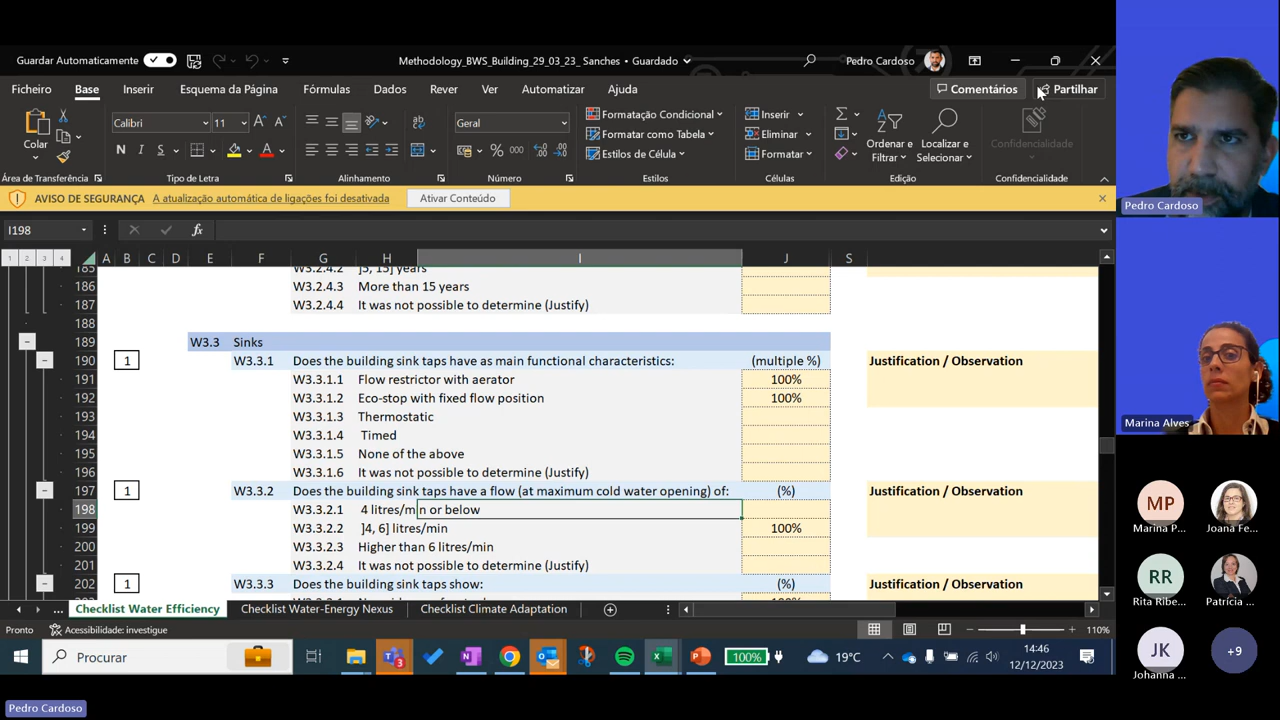 Guardar Automaticamente
Methodology_BWS_Building_29_03_23_ Sanches • Guardado
Pedro Cardoso
Ficheiro Base Inserir Esquema da Página Fórmulas Dados Rever Ver Automatizar Ajuda
Comentários Partilhar
Colar
Calibri 11
Geral
Formatação Condicional
Formatar como Tabela
Estilos de Célula
Inserir
Eliminar
Formatar
Ordenar e Filtrar
Localizar e Selecionar
Confidencialidade
Área de Transferência Tipo de Letra Alinhamento Número Estilos Células Edição Confidencialidade
AVISO DE SEGURANÇA A atualização automática de ligações foi desativada Ativar Conteúdo
Pedro Cardoso
I198 fx
1 2 3 4 A B C D E F G H I J S
185 W3.2.4.2 ]5, 15] years
186 W3.2.4.3 More than 15 years
187 W3.2.4.4 It was not possible to determine (Justify)
188
189 W3.3 Sinks
190 1 W3.3.1 Does the building sink taps have as main functional characteristics: (multiple %) Justification / Observation
191 W3.3.1.1 Flow restrictor with aerator 100%
192 W3.3.1.2 Eco-stop with fixed flow position 100%
193 W3.3.1.3 Thermostatic
194 W3.3.1.4 Timed
195 W3.3.1.5 None of the above
196 W3.3.1.6 It was not possible to determine (Justify)
197 1 W3.3.2 Does the building sink taps have a flow (at maximum cold water opening) of: (%) Justification / Observation
198 W3.3.2.1 4 litres/min or below
199 W3.3.2.2 ]4, 6] litres/min 100%
200 W3.3.2.3 Higher than 6 litres/min
201 W3.3.2.4 It was not possible to determine (Justify)
202 1 W3.3.3 Does the building sink taps show: (%) Justification / Observation
Marina Alves
MP
Marina P...
Joana Fe...
RR
Rita Ribe...
Patrícia ...
JK
Johanna ...
+9
... Checklist Water Efficiency Checklist Water-Energy Nexus Checklist Climate Adaptation
Pronto Acessibilidade: investigue 110%
Procurar
3
100%
19°C
14:46
12/12/2023
Pedro Cardoso